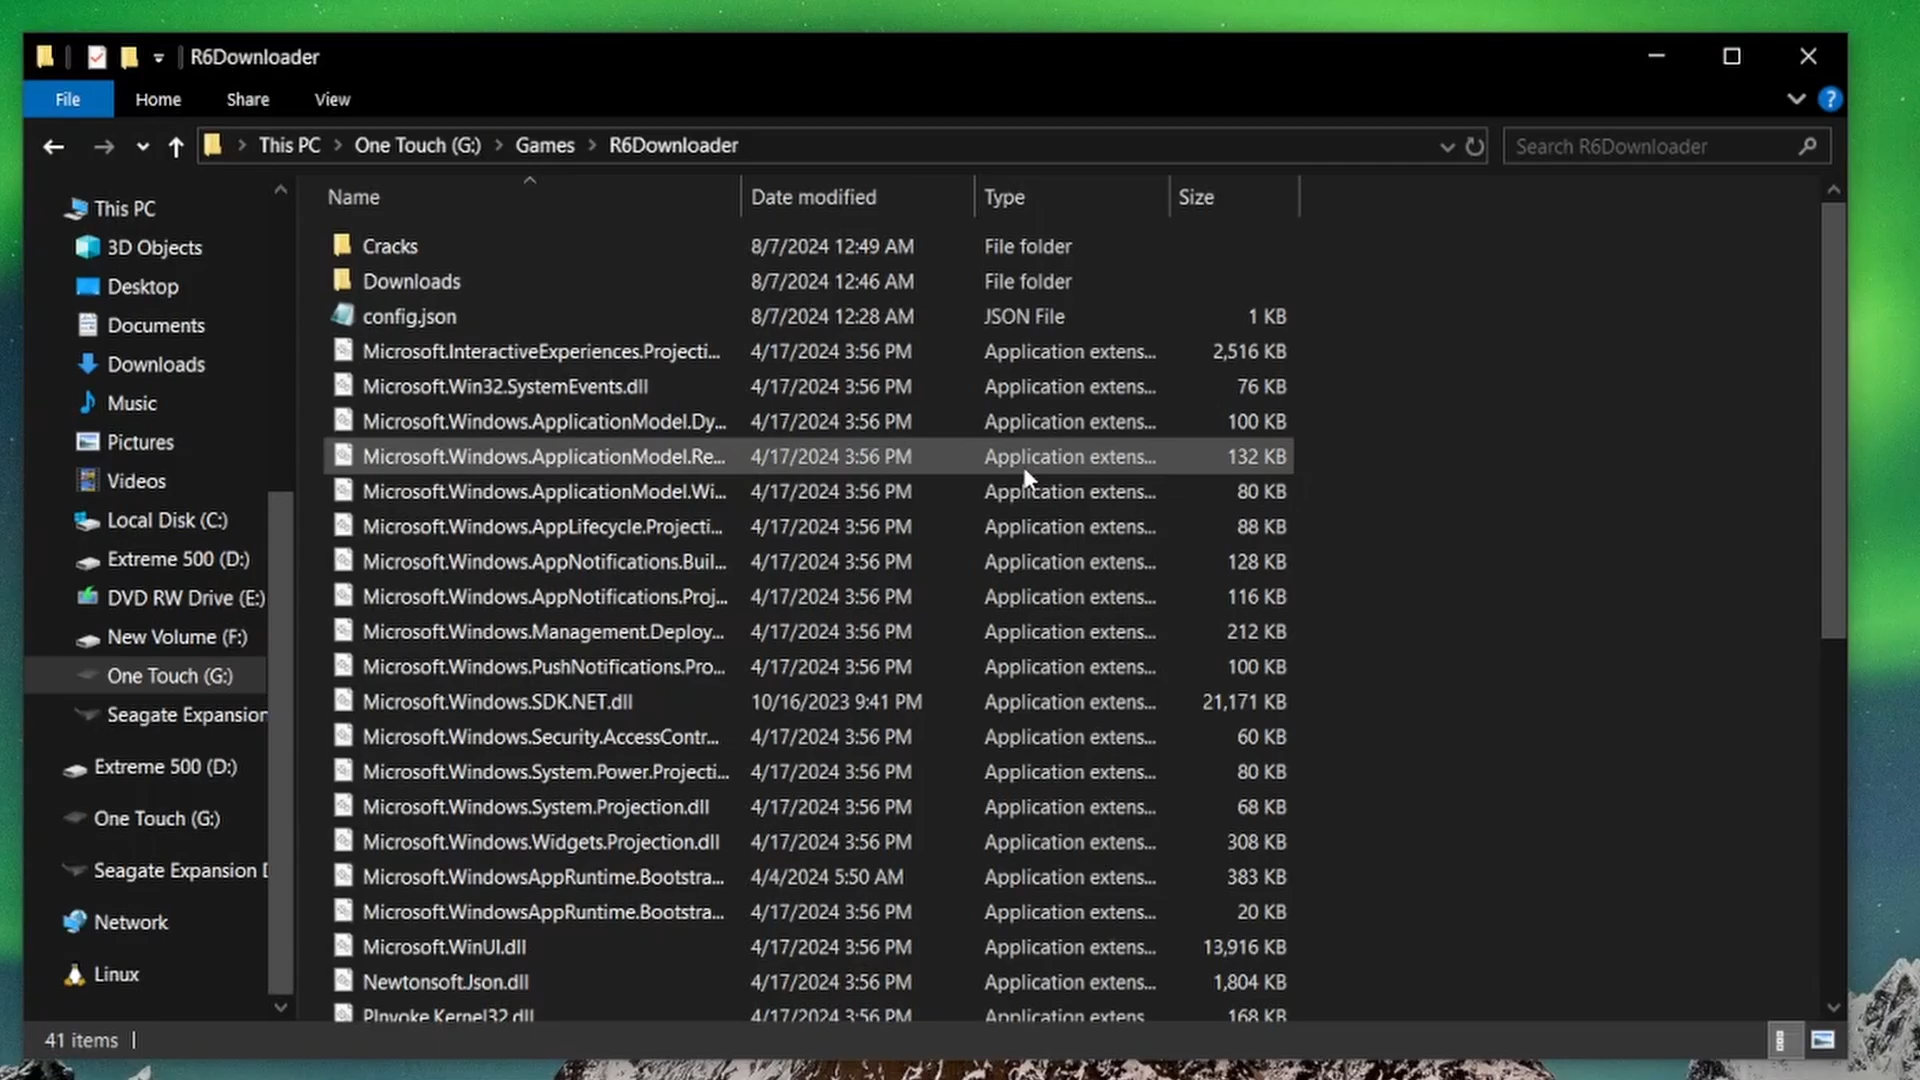 R6Downloader
File Home Share View
This PC One Touch (G:) Games R6Downloader Search R6Downloader
This PC
3D Objects
Desktop
Documents
Downloads
Music
Pictures
Videos
Local Disk (C:)
Extreme 500 (D:)
DVD RW Drive (E:)
New Volume (F:)
One Touch (G:)
Seagate Expansion
Extreme 500 (D:)
One Touch (G:)
Seagate Expansion D
Network
Linux
Name Date modified Type Size
Cracks 8/7/2024 12:49 AM File folder
Downloads 8/7/2024 12:46 AM File folder
config.json 8/7/2024 12:28 AM JSON File 1 KB
Microsoft.InteractiveExperiences.Projecti... 4/17/2024 3:56 PM Application extens... 2,516 KB
Microsoft.Win32.SystemEvents.dll 4/17/2024 3:56 PM Application extens... 76 KB
Microsoft.Windows.ApplicationModel.Dy... 4/17/2024 3:56 PM Application extens... 100 KB
Microsoft.Windows.ApplicationModel.Re... 4/17/2024 3:56 PM Application extens... 132 KB
Microsoft.Windows.ApplicationModel.Wi... 4/17/2024 3:56 PM Application extens... 80 KB
Microsoft.Windows.AppLifecycle.Projecti... 4/17/2024 3:56 PM Application extens... 88 KB
Microsoft.Windows.AppNotifications.Buil... 4/17/2024 3:56 PM Application extens... 128 KB
Microsoft.Windows.AppNotifications.Proj... 4/17/2024 3:56 PM Application extens... 116 KB
Microsoft.Windows.Management.Deploy... 4/17/2024 3:56 PM Application extens... 212 KB
Microsoft.Windows.PushNotifications.Pro... 4/17/2024 3:56 PM Application extens... 100 KB
Microsoft.Windows.SDK.NET.dll 10/16/2023 9:41 PM Application extens... 21,171 KB
Microsoft.Windows.Security.AccessContr... 4/17/2024 3:56 PM Application extens... 60 KB
Microsoft.Windows.System.Power.Projecti... 4/17/2024 3:56 PM Application extens... 80 KB
Microsoft.Windows.System.Projection.dll 4/17/2024 3:56 PM Application extens... 68 KB
Microsoft.Windows.Widgets.Projection.dll 4/17/2024 3:56 PM Application extens... 308 KB
Microsoft.WindowsAppRuntime.Bootstra... 4/4/2024 5:50 AM Application extens... 383 KB
Microsoft.WindowsAppRuntime.Bootstra... 4/17/2024 3:56 PM Application extens... 20 KB
Microsoft.WinUI.dll 4/17/2024 3:56 PM Application extens... 13,916 KB
Newtonsoft.Json.dll 4/17/2024 3:56 PM Application extens... 1,804 KB
PInvoke.Kernel32.dll 4/17/2024 3:56 PM Application extens... 168 KB
41 items